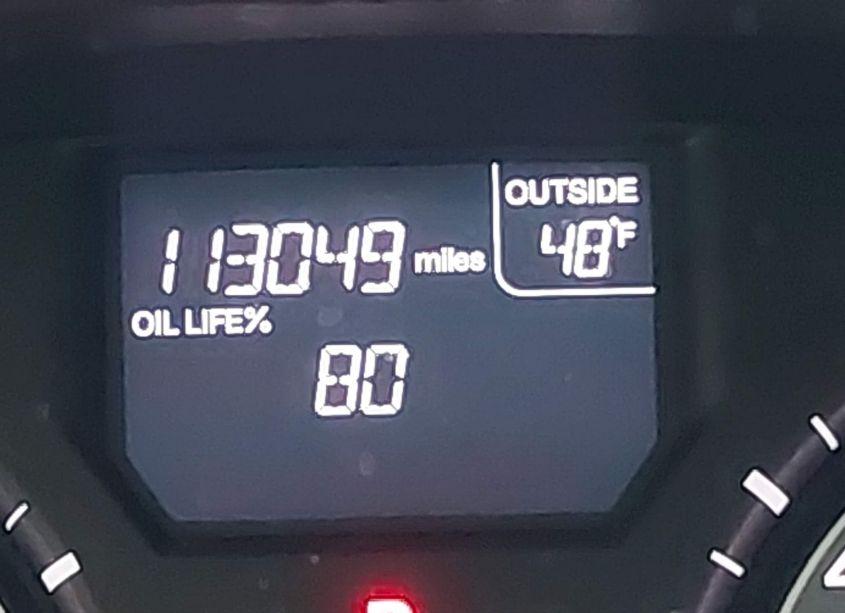 OUTSIDE
113049 miles 48°F
OIL LIFE%
80